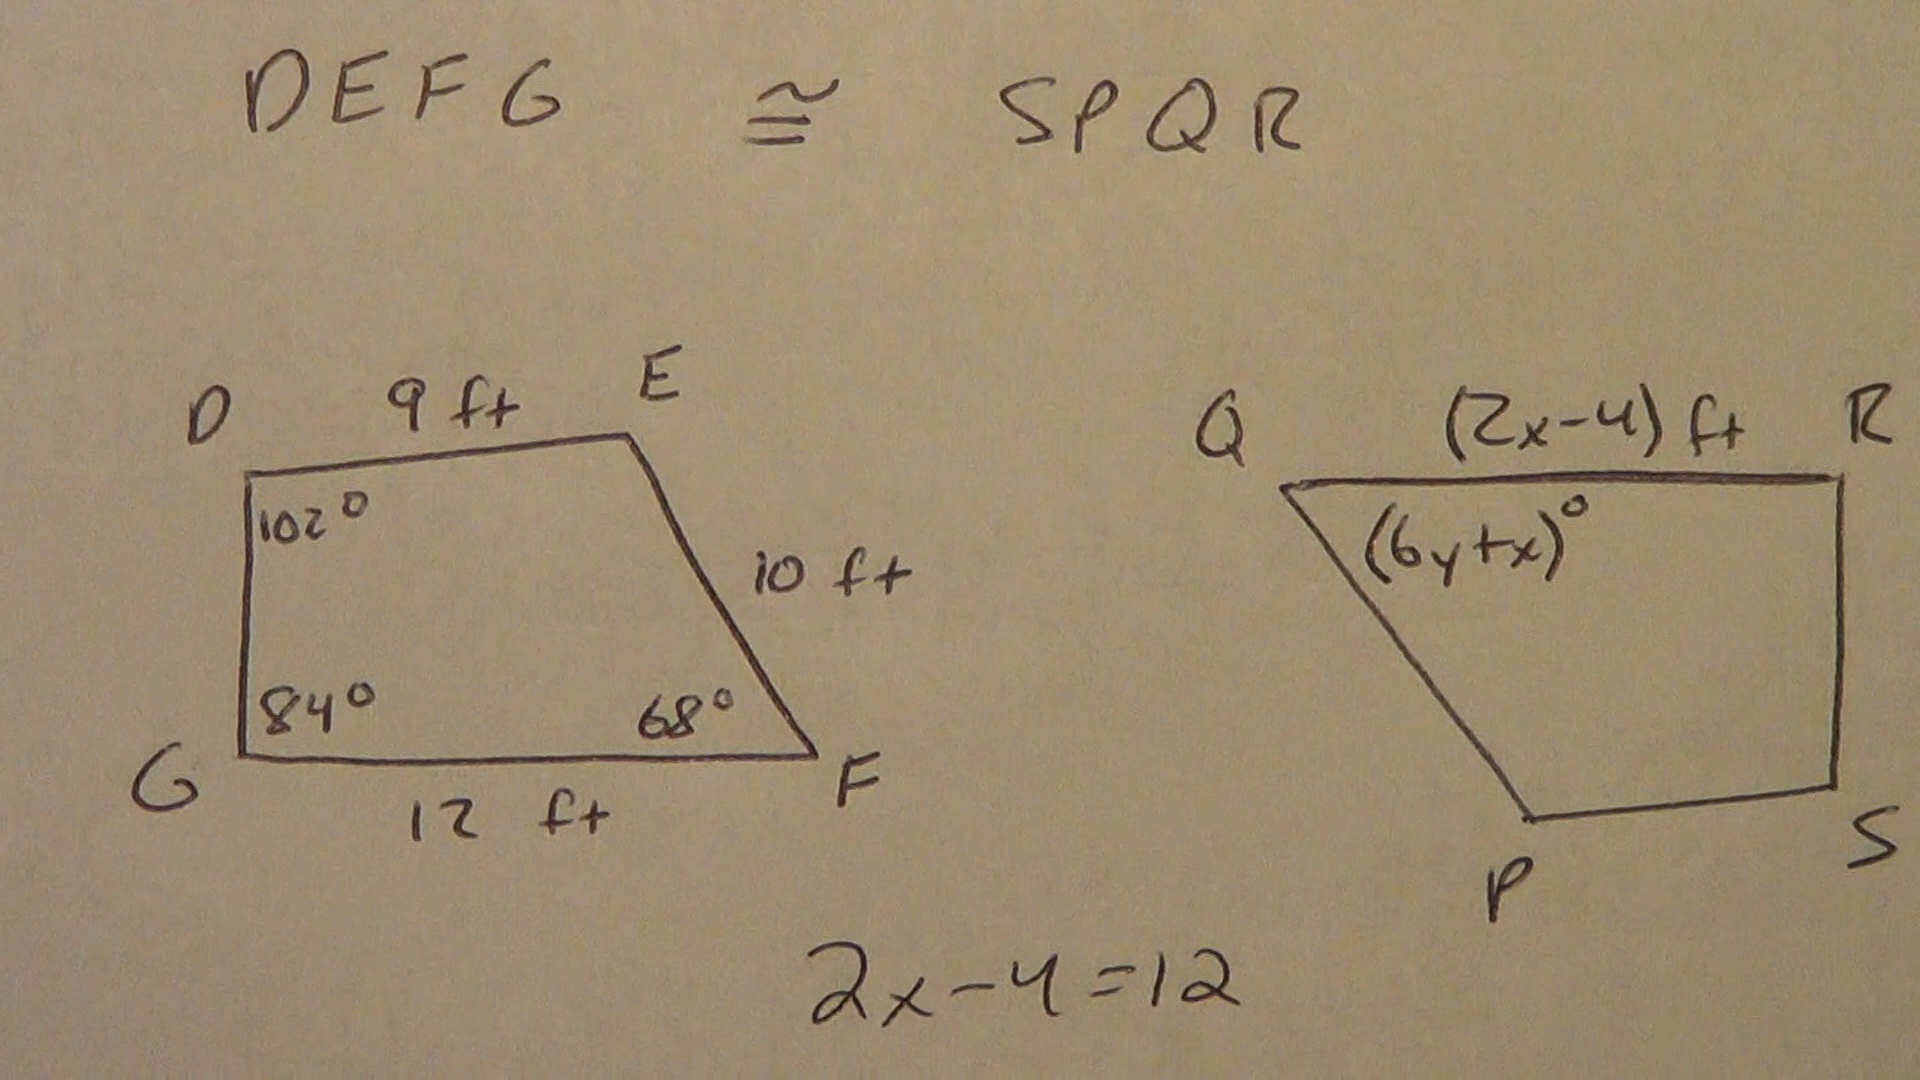 DEFG ≅ SPQR
D 9 ft E
102°
10 ft
84° 68°
G 12 ft F
Q (2x-4) ft R
(6y+x)°
P S
2x-4=12